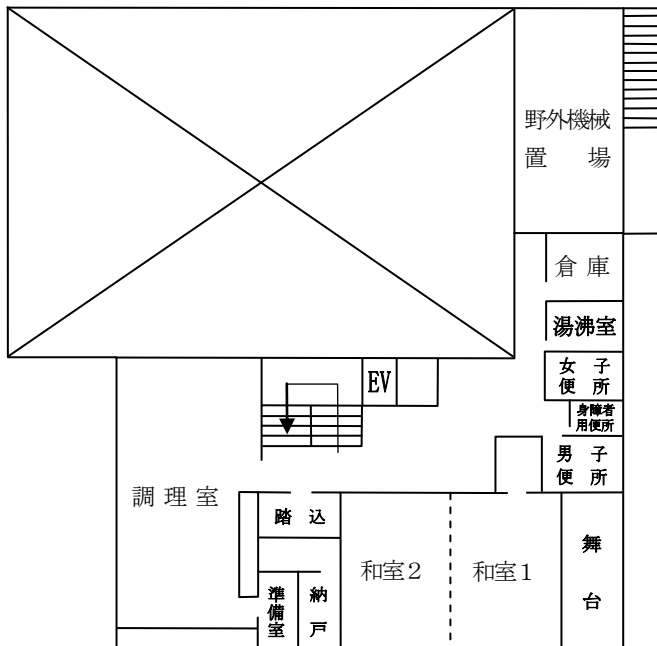 野外機械
置場
倉庫
湯沸室
女子
便所
EV
身障者
用便所
男子
便所
調理室
踏込
舞
台
和室2
和室1
準備室
納戸